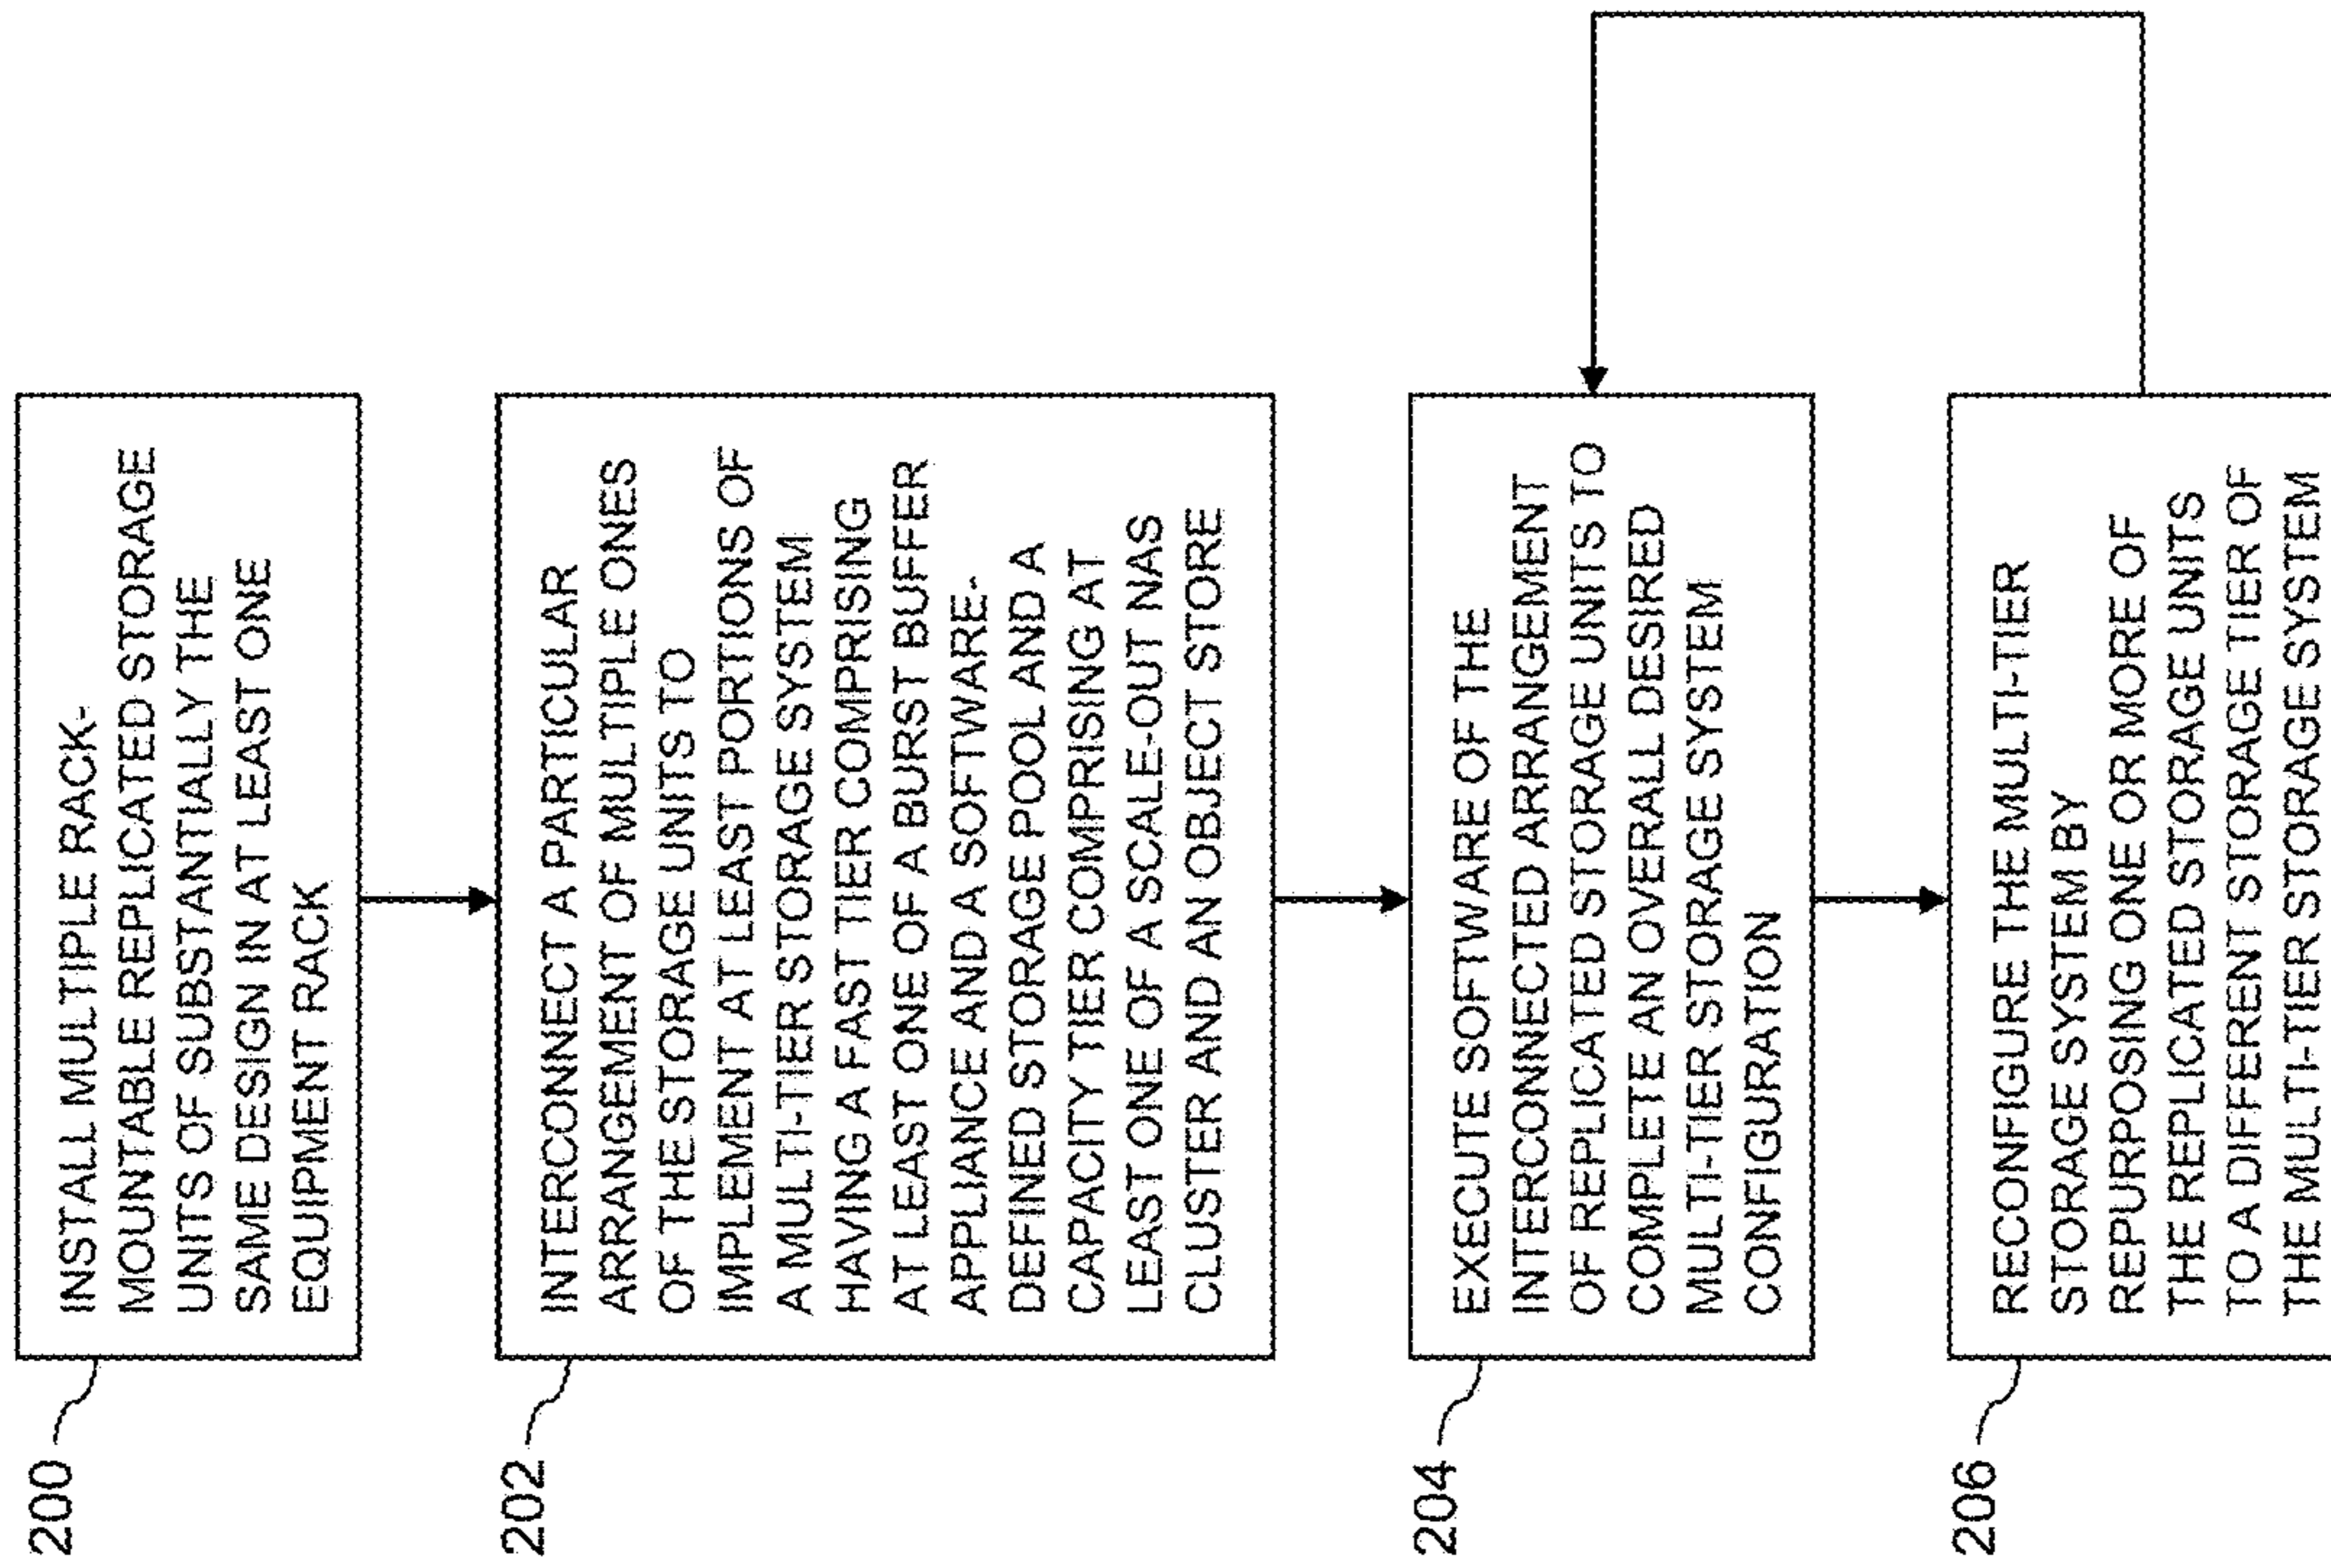 200
INSTALL MULTIPLE RACK-
MOUNTABLE REPLICATED STORAGE
UNITS OF SUBSTANTIALLY THE
SAME DESIGN IN AT LEAST ONE
EQUIPMENT RACK
202
INTERCONNECT A PARTICULAR
ARRANGEMENT OF MULTIPLE ONES
OF THE STORAGE UNITS TO
IMPLEMENT AT LEAST PORTIONS OF
A MULTI-TIER STORAGE SYSTEM
HAVING A FAST TIER COMPRISING
AT LEAST ONE OF A BURST BUFFER
APPLIANCE AND A SOFTWARE-
DEFINED STORAGE POOL AND A
CAPACITY TIER COMPRISING AT
LEAST ONE OF A SCALE-OUT NAS
CLUSTER AND AN OBJECT STORE
204
EXECUTE SOFTWARE OF THE
INTERCONNECTED ARRANGEMENT
OF REPLICATED STORAGE UNITS TO
COMPLETE AN OVERALL DESIRED
MULTI-TIER STORAGE SYSTEM
CONFIGURATION
206
RECONFIGURE THE MULTI-TIER
STORAGE SYSTEM BY
REPURPOSING ONE OR MORE OF
THE REPLICATED STORAGE UNITS
TO A DIFFERENT STORAGE TIER OF
THE MULTI-TIER STORAGE SYSTEM